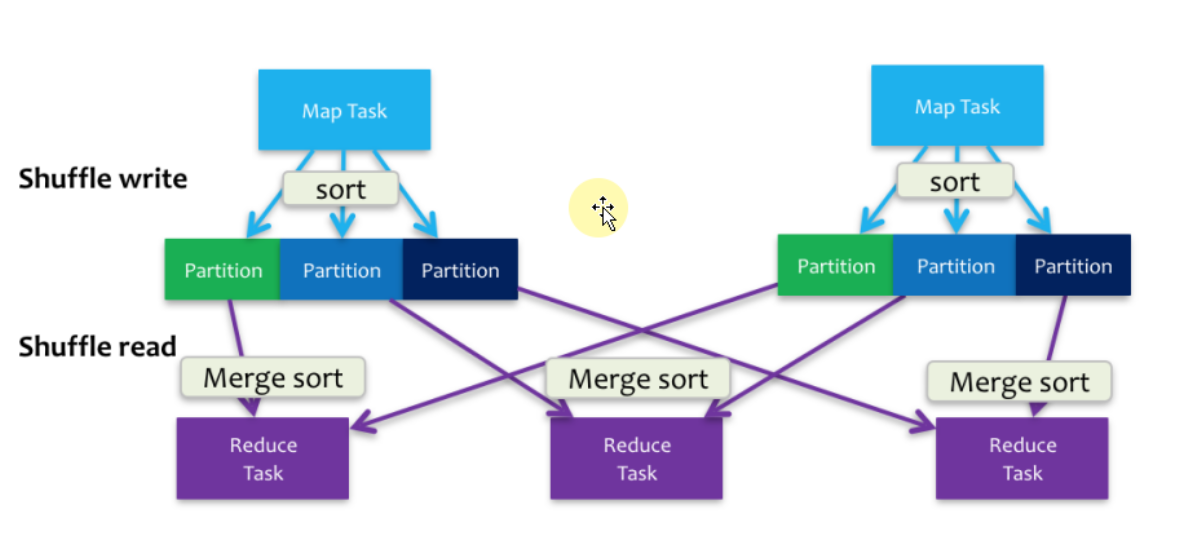 Map Task
Map Task
Shuffle write
sort
sort
Partition
Partition
Partition
Partition
Partition
Partition
Shuffle read
Merge sort
Merge sort
Merge sort
Reduce
Task
Reduce
Task
Reduce
Task